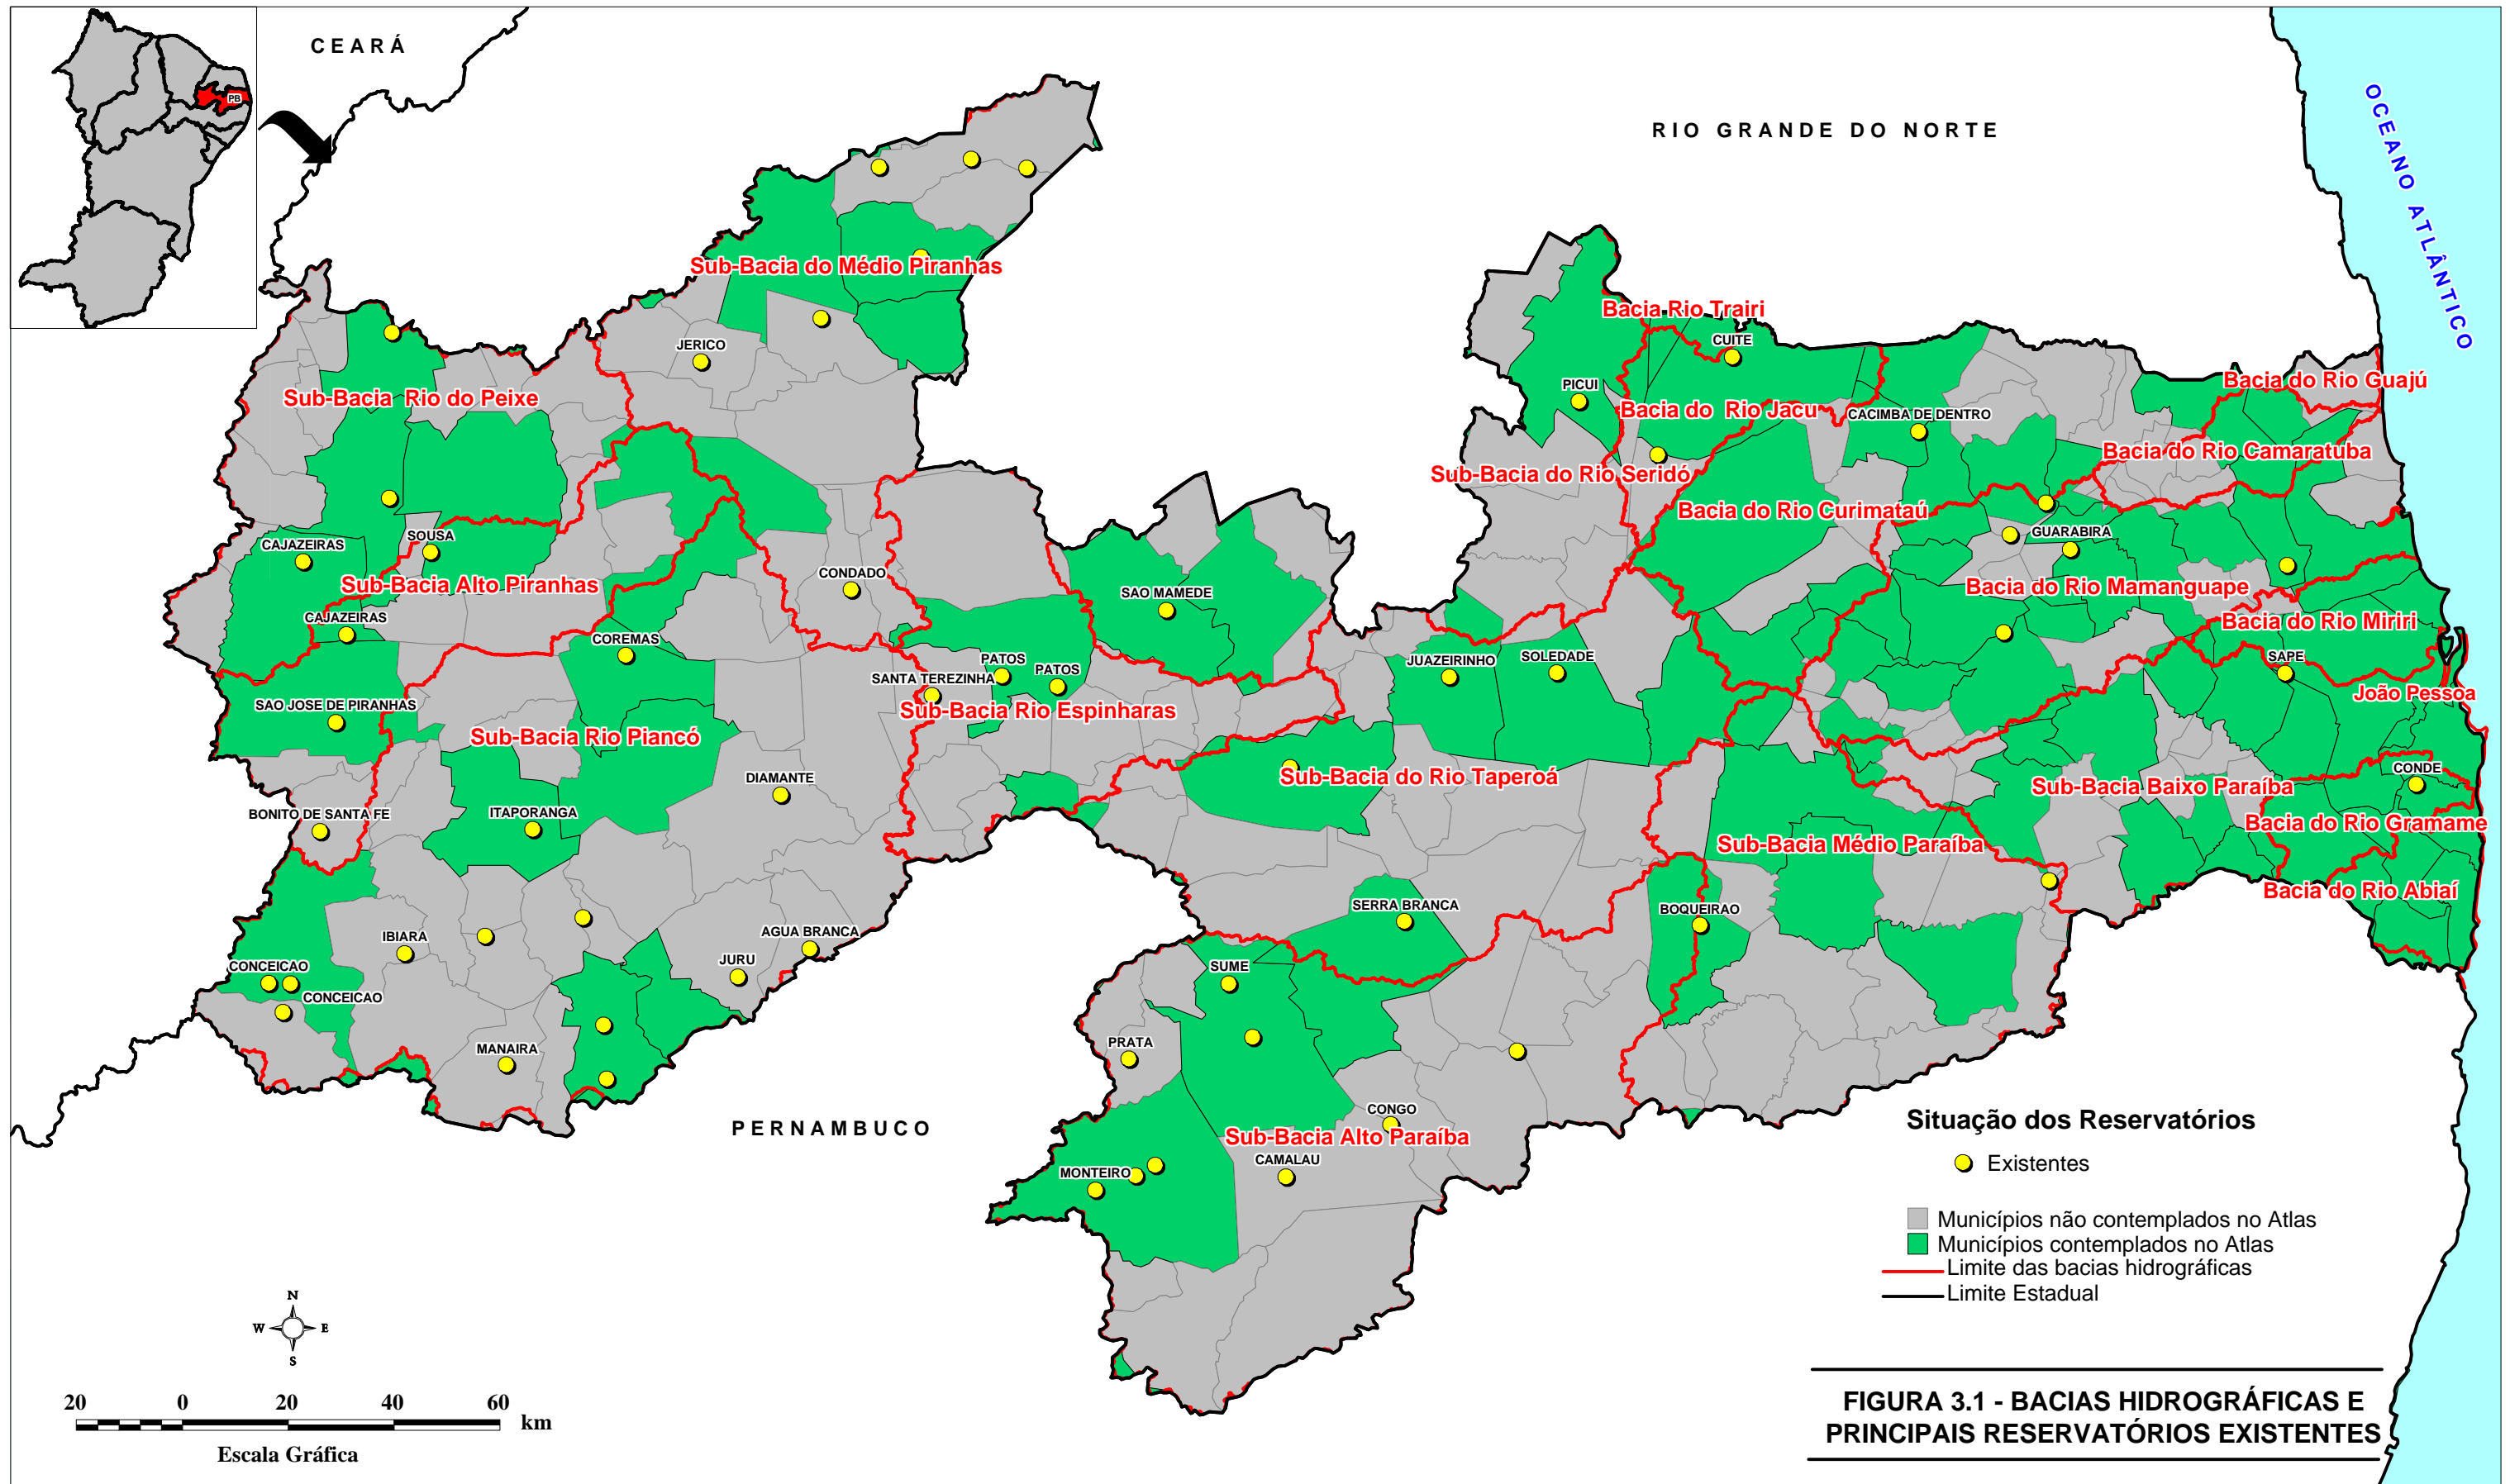 CEARÁ
PB
RIO GRANDE DO NORTE
OCEANO ATLÂNTICO
Sub-Bacia do Médio Piranhas
Bacia Rio Trairi
CUITE
JERICO
Bacia do Rio Guajú
Sub-Bacia Rio do Peixe
PICUI
Bacia do Rio Jacu
CACIMBA DE DENTRO
Bacia do Rio Camaratuba
Sub-Bacia do Rio Seridó
Bacia do Rio Curimataú
SOUSA
CAJAZEIRAS
GUARABIRA
Sub-Bacia Alto Piranhas
CONDADO
SAO MAMEDE
Bacia do Rio Mamanguape
CAJAZEIRAS
COREMAS
Bacia do Rio Miriri
PATOS
PATOS
JUAZEIRINHO
SOLEDADE
SAPE
SANTA TEREZINHA
João Pessoa
SAO JOSE DE PIRANHAS
Sub-Bacia Rio Espinharas
Sub-Bacia Rio Piancó
DIAMANTE
Sub-Bacia do Rio Taperoá
CONDE
Sub-Bacia Baixo Paraíba
BONITO DE SANTA FE
ITAPORANGA
Bacia do Rio Gramame
Sub-Bacia Médio Paraíba
Bacia do Rio Abiaí
SERRA BRANCA
BOQUEIRAO
IBIARA
AGUA BRANCA
JURU
CONCEICAO
SUME
CONCEICAO
MANAIRA
PRATA
CONGO
PERNAMBUCO
Sub-Bacia Alto Paraíba
CAMALAU
MONTEIRO
Situação dos Reservatórios
Existentes
Municípios não contemplados no Atlas
Municípios contemplados no Atlas
Limite das bacias hidrográficas
Limite Estadual
N
W E
S
20 0 20 40 60
km
Escala Gráfica
FIGURA 3.1 - BACIAS HIDROGRÁFICAS E
PRINCIPAIS RESERVATÓRIOS EXISTENTES